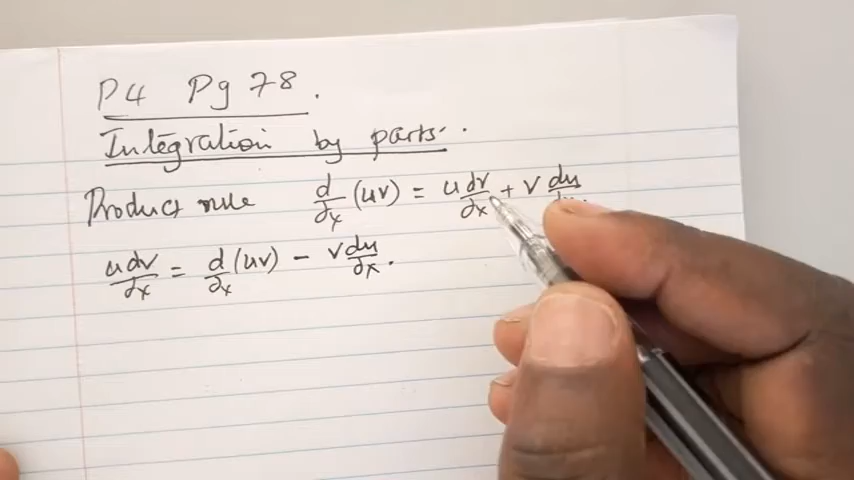 P4 Pg 78.
Integration by parts.
Product rule d/dx (uv) = u dv/dx + v du/dx
u dv/dx = d/dx (uv) - v du/dx.